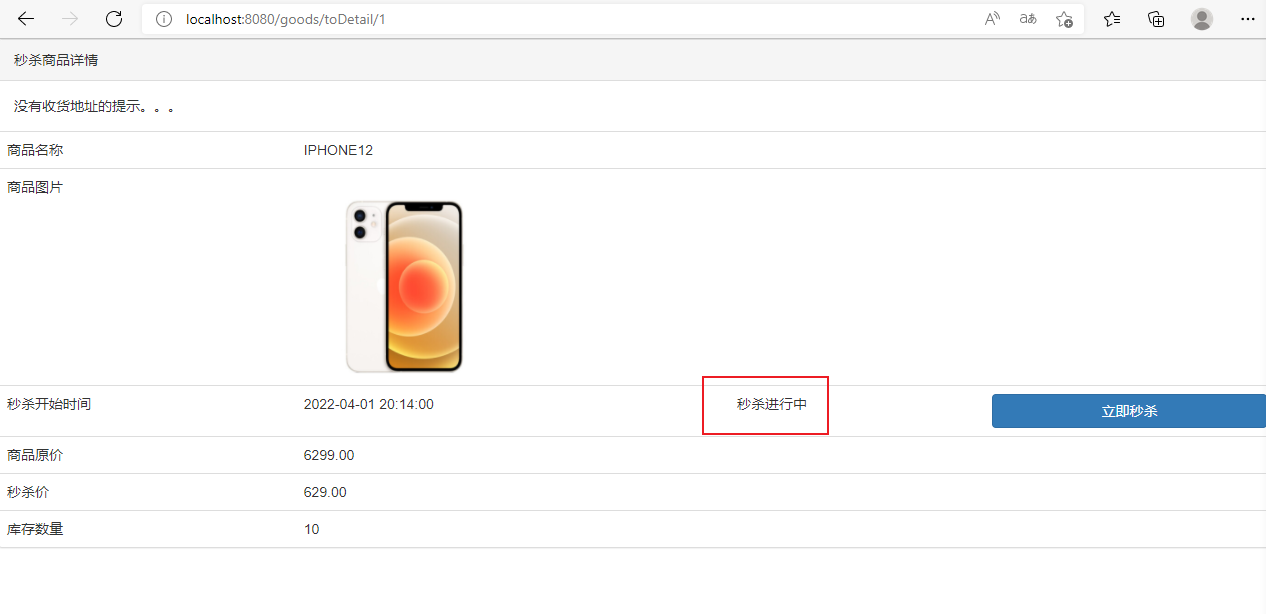 localhost:8080/goods/toDetail/1
秒杀商品详情
没有收货地址的提示。。。
商品名称 IPHONE12
商品图片
秒杀开始时间 2022-04-01 20:14:00 秒杀进行中 立即秒杀
商品原价 6299.00
秒杀价 629.00
库存数量 10